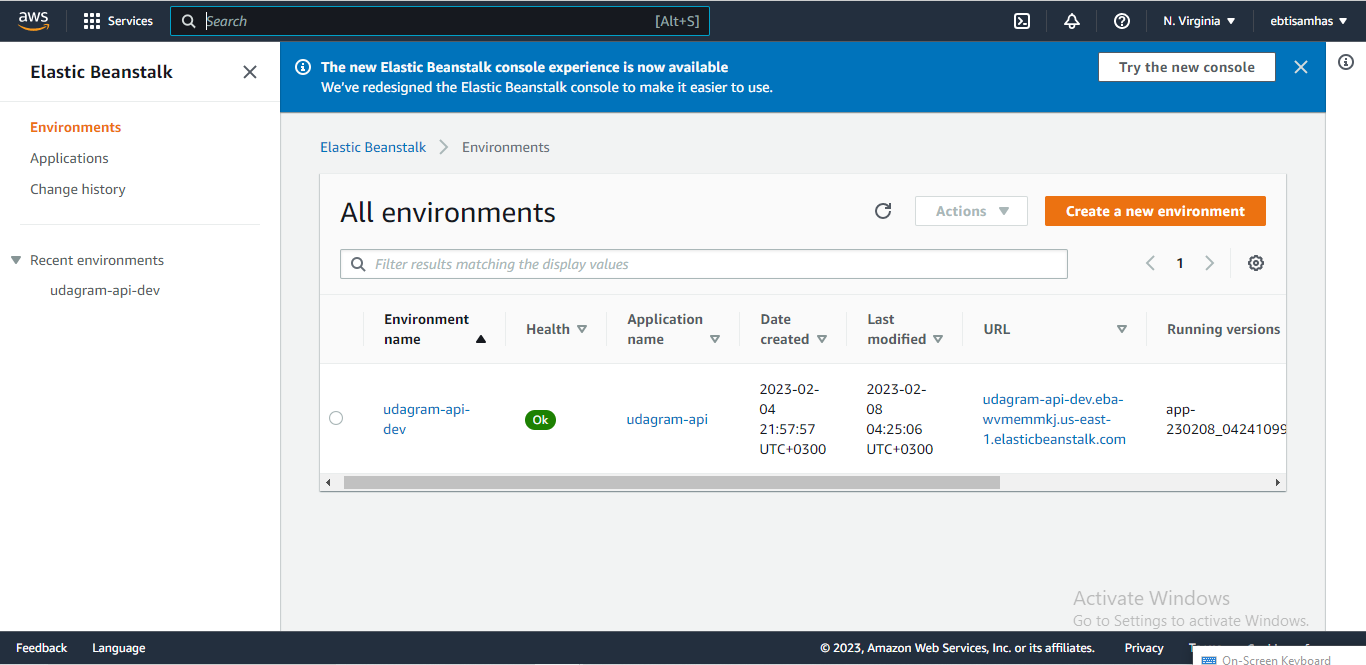 aws
Services
Search
[Alt+S]
N. Virginia
ebtisamhas
Elastic Beanstalk
Environments
Applications
Change history
Recent environments
udagram-api-dev
The new Elastic Beanstalk console experience is now available
We've redesigned the Elastic Beanstalk console to make it easier to use.
Try the new console
Elastic Beanstalk
Environments
All environments
Actions
Create a new environment
Filter results matching the display values
1
Environment
name
Health
Application
name
Date
created
Last
modified
URL
Running versions
udagram-api-
dev
Ok
udagram-api
2023-02-
04
21:57:57
UTC+0300
2023-02-
08
04:25:06
UTC+0300
udagram-api-dev.eba-
wvmemmkj.us-east-
1.elasticbeanstalk.com
app-
230208_04241099
Activate Windows
Go to Settings to activate Windows.
Feedback
Language
© 2023, Amazon Web Services, Inc. or its affiliates.
Privacy
On-Screen Keyboard